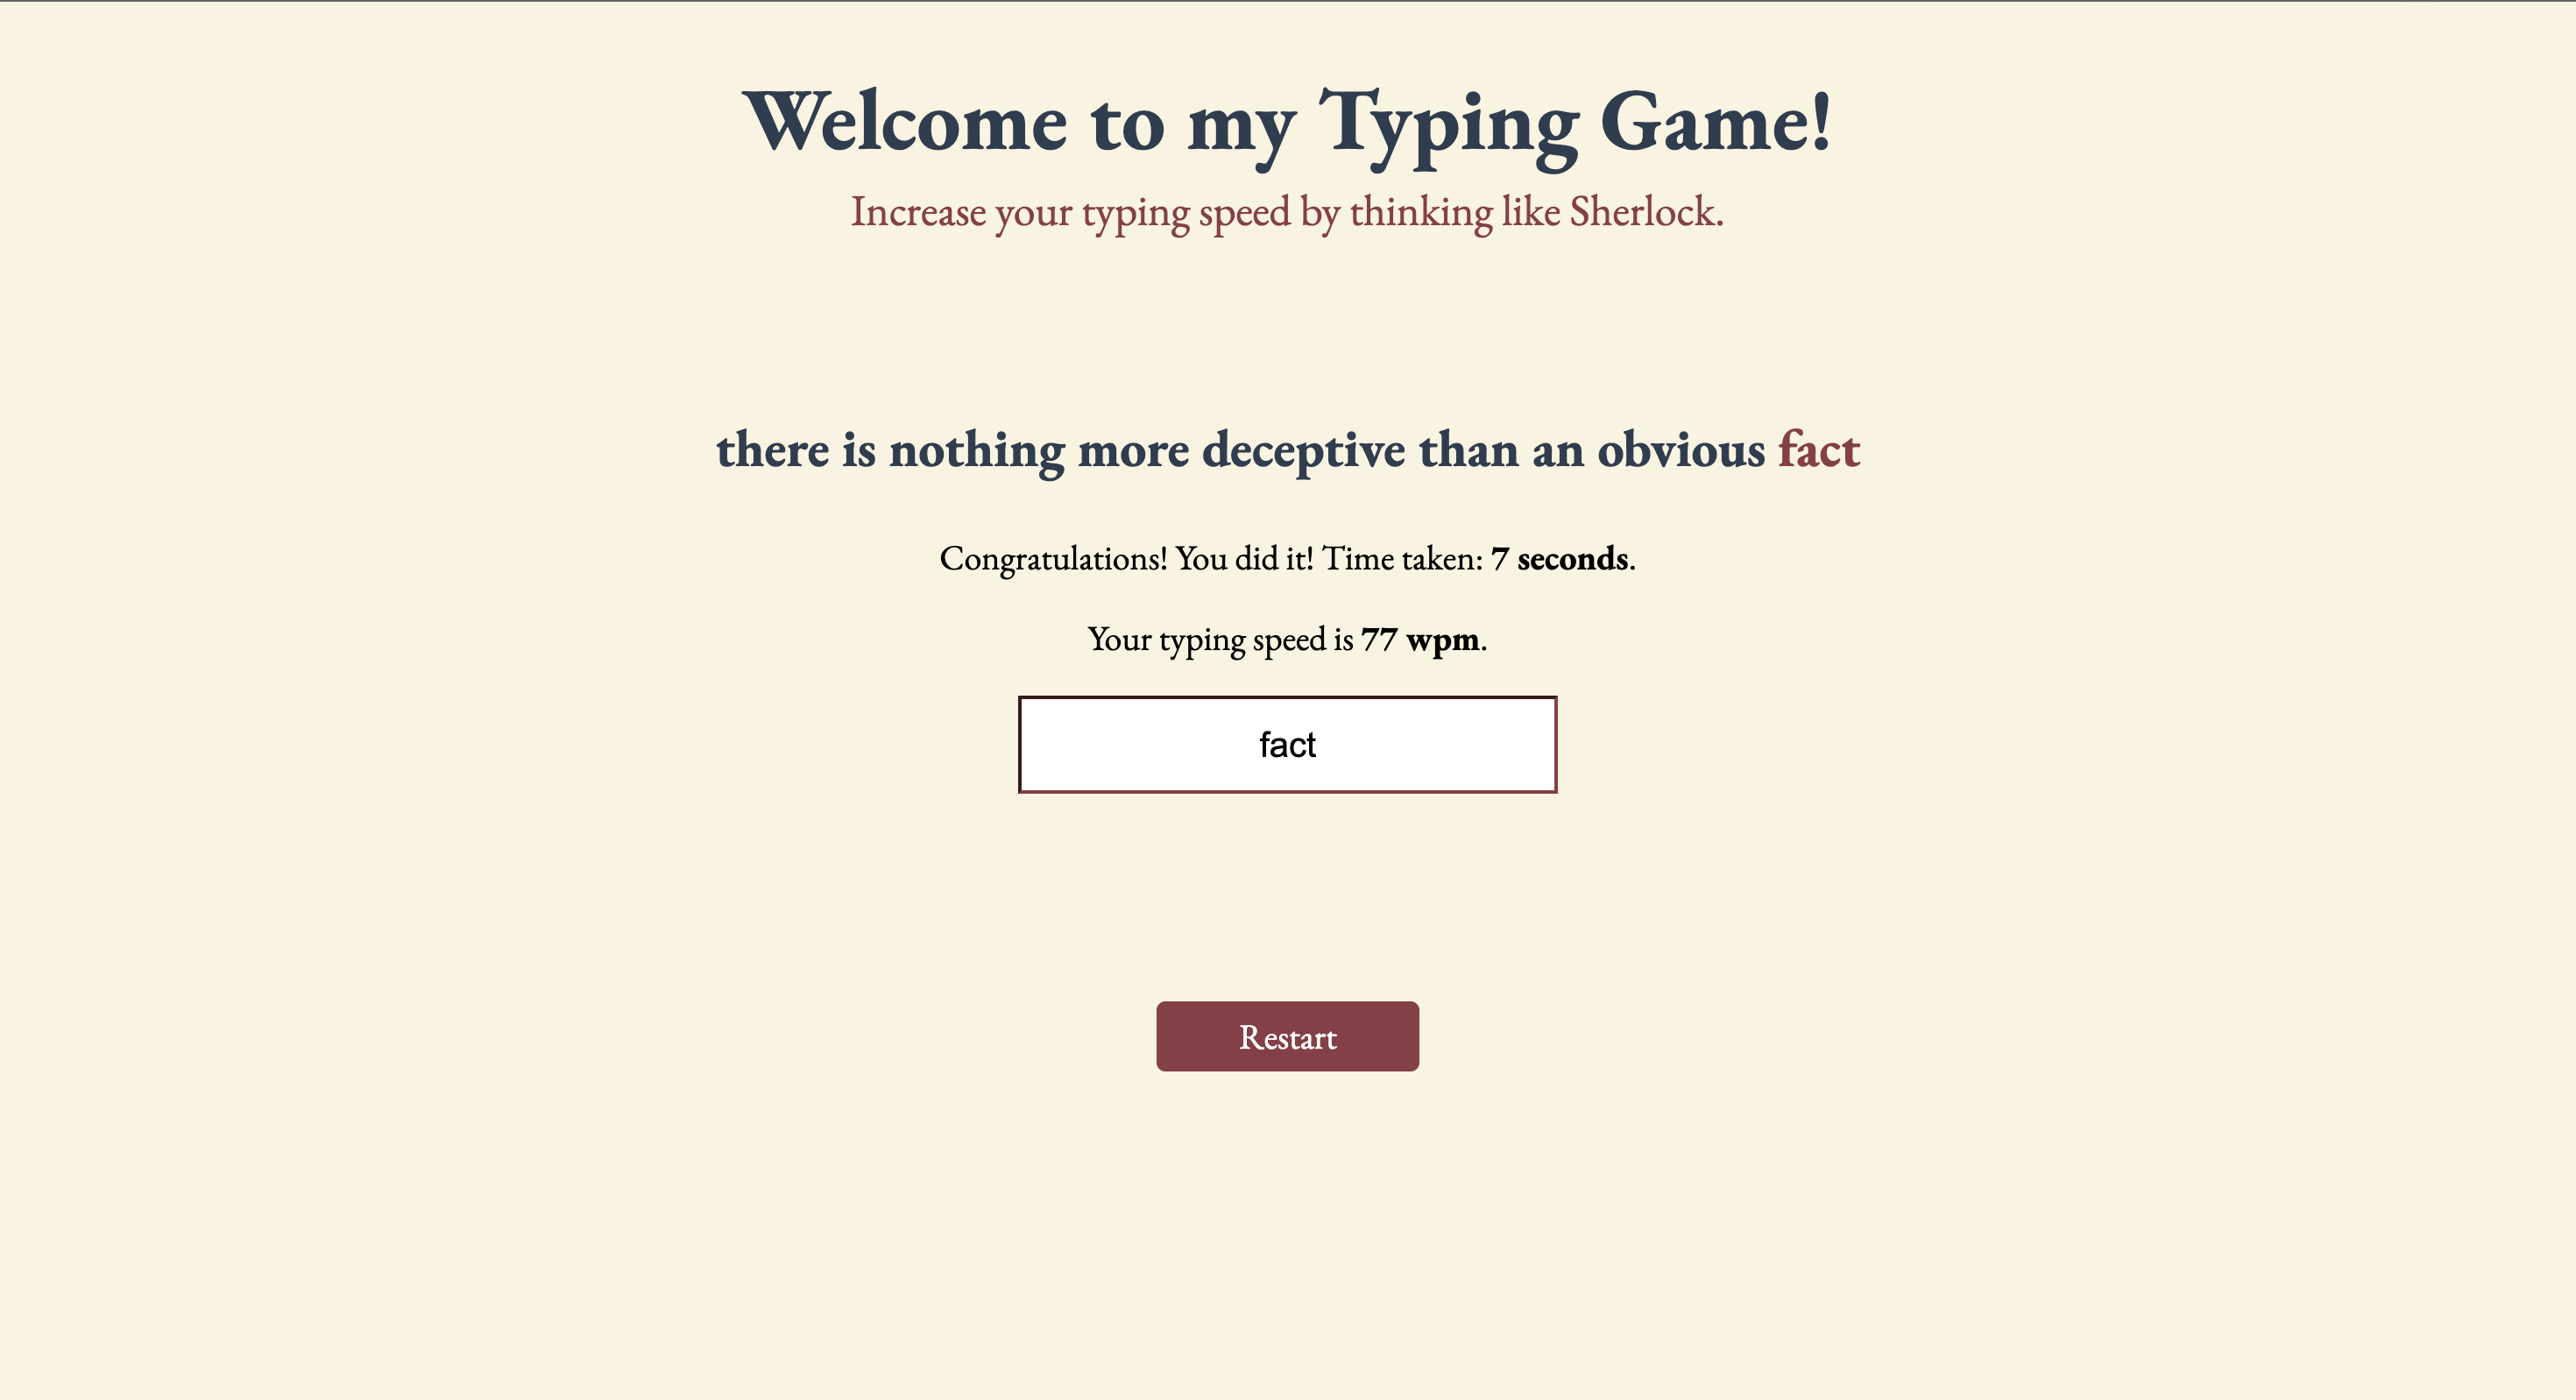 Welcome to my Typing Game!
Increase your typing speed by thinking like Sherlock.
there is nothing more deceptive than an obvious fact
Congratulations! You did it! Time taken: 7 seconds.
Your typing speed is 77 wpm.
fact
Restart